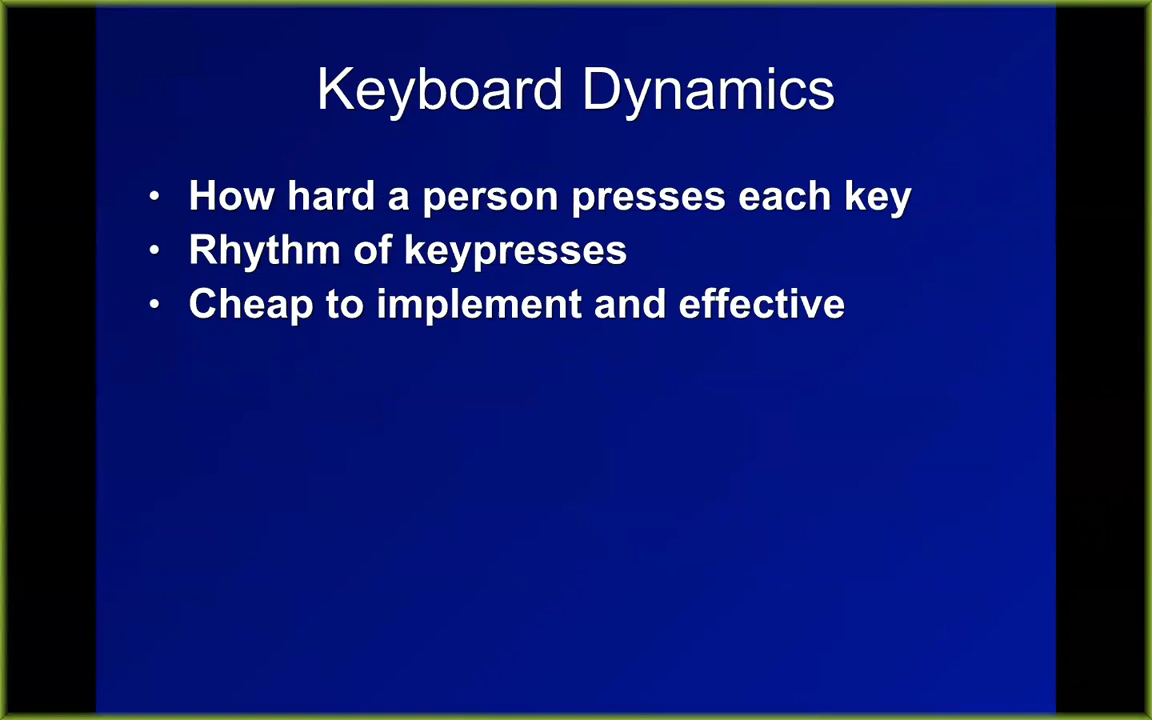 Keyboard Dynamics
• How hard a person presses each key
• Rhythm of keypresses
• Cheap to implement and effective